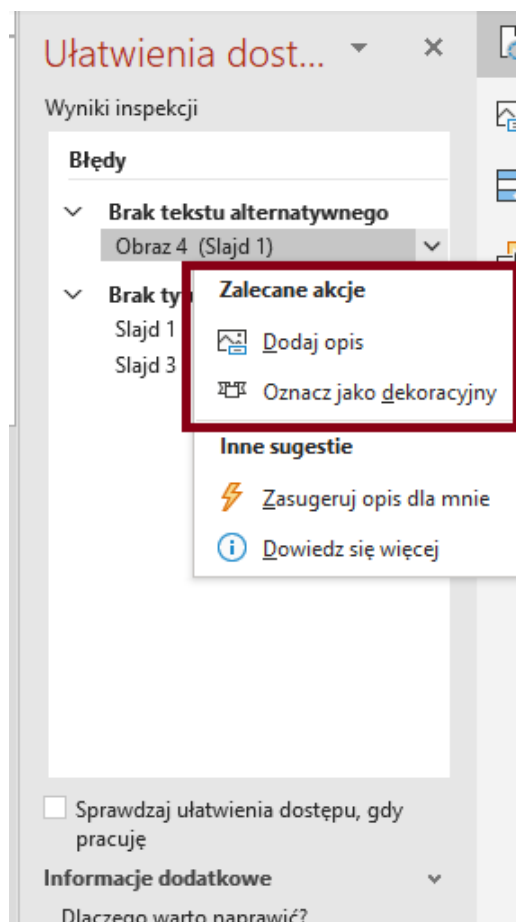 Ułatwienia dost...
Wyniki inspekcji
Błędy
Brak tekstu alternatywnego
Obraz 4 (Slajd 1)
Brak ty
Slajd 1
Slajd 3
Zalecane akcje
Dodaj opis
Oznacz jako dekoracyjny
Inne sugestie
Zasugeruj opis dla mnie
Dowiedz się więcej
Sprawdzaj ułatwienia dostępu, gdy
pracuję
Informacje dodatkowe
Dlaczego warto naprawić?